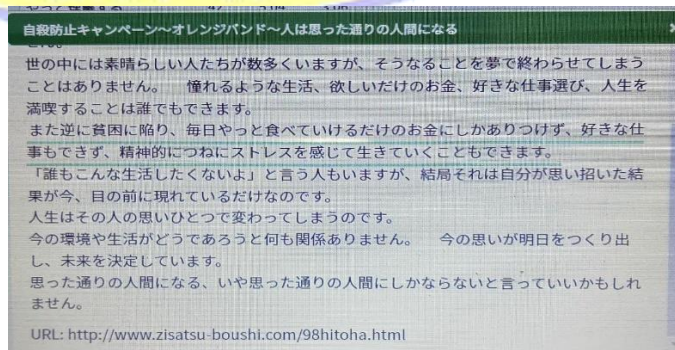 自殺防止キャンペーン～オレンジバンド～人は思った通りの人間になる
世の中には素晴らしい人たちが数多くいますが、そうなることを夢で終わらせてしまう
ことはありません。　憧れるような生活、欲しいだけのお金、好きな仕事選び、人生を
満喫することは誰でもできます。
また逆に貧困に陥り、毎日やっと食べていけるだけのお金にしかありつけず、好きな仕
事もできず、精神的につねにストレスを感じて生きていくこともできます。
「誰もこんな生活したくないよ」と言う人もいますが、結局それは自分が思い招いた結
果が今、目の前に現れているだけなのです。
人生はその人の思いひとつで変わってしまうのです。
今の環境や生活がどうであろうと何も関係ありません。　今の思いが明日をつくり出
し、未来を決定しています。
思った通りの人間になる、いや思った通りの人間にしかならないと言っていいかもしれ
ません。
URL: http://www.zisatsu-boushi.com/98hitoha.html